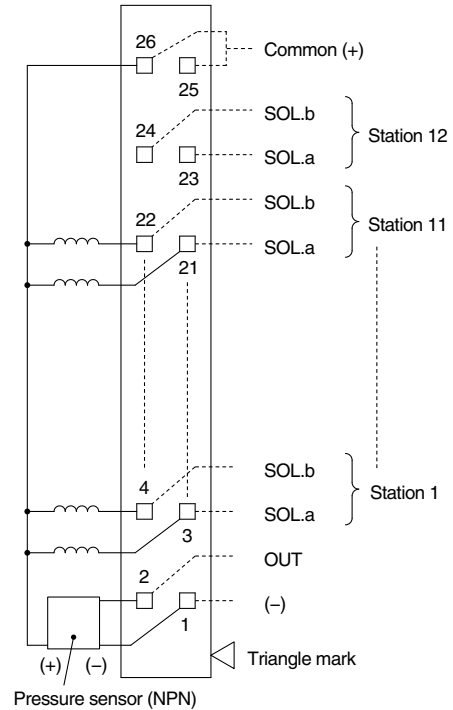 26
Common (+)
25
SOL.b
24
Station 12
SOL.a
23
SOL.b
22
Station 11
SOL.a
21
SOL.b
4
Station 1
SOL.a
3
OUT
2
(–)
1
(+) (–)
Triangle mark
Pressure sensor (NPN)